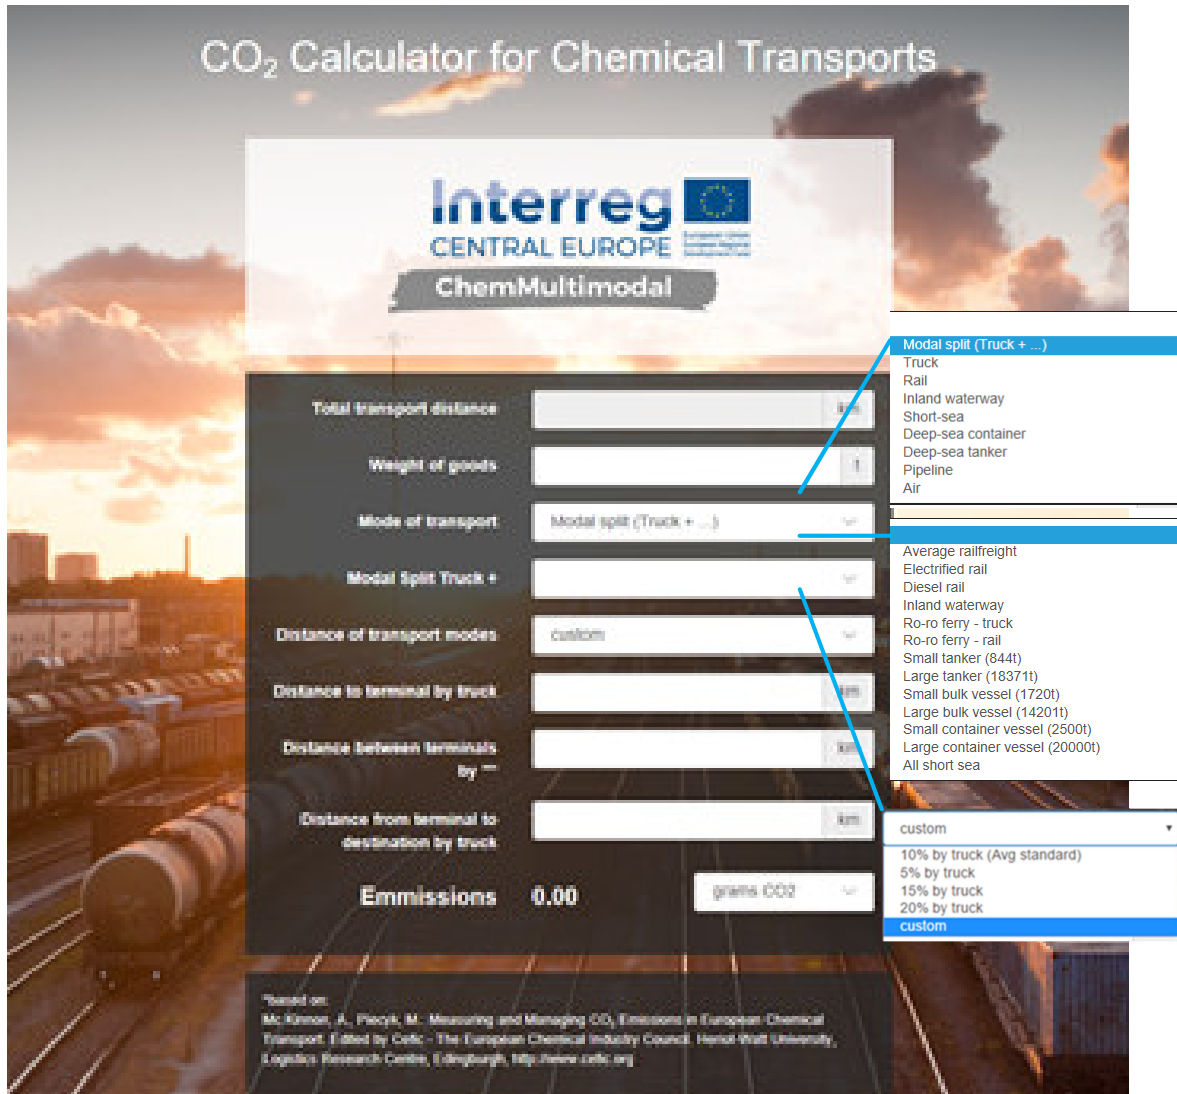 CO₂ Calculator for Chemical Transports
Interreg
CENTRAL EUROPE
European Union
ChemMultimodal
Total transport distance
km
Weight of goods
t
Mode of transport
Modal split (Truck + ...)
Modal Split Truck +
Distance of transport modes
custom
Distance to terminal by truck
km
Distance between terminals
by ""
km
Distance from terminal to
destination by truck
km
Emmissions
0.00
grams CO2
*based on:
Mc Kinnon, A., Piecyk, M.: Measuring and Managing CO₂ Emissions in European Chemical
Transport. Edited by Cefic - The European Chemical Industry Council. Heriot-Watt University,
Logistics Research Centre, Edingburgh, http://www.cefic.org
Modal split (Truck + ...)
Truck
Rail
Inland waterway
Short-sea
Deep-sea container
Deep-sea tanker
Pipeline
Air
Average railfreight
Electrified rail
Diesel rail
Inland waterway
Ro-ro ferry - truck
Ro-ro ferry - rail
Small tanker (844t)
Large tanker (18371t)
Small bulk vessel (1720t)
Large bulk vessel (14201t)
Small container vessel (2500t)
Large container vessel (20000t)
All short sea
custom
10% by truck (Avg standard)
5% by truck
15% by truck
20% by truck
custom